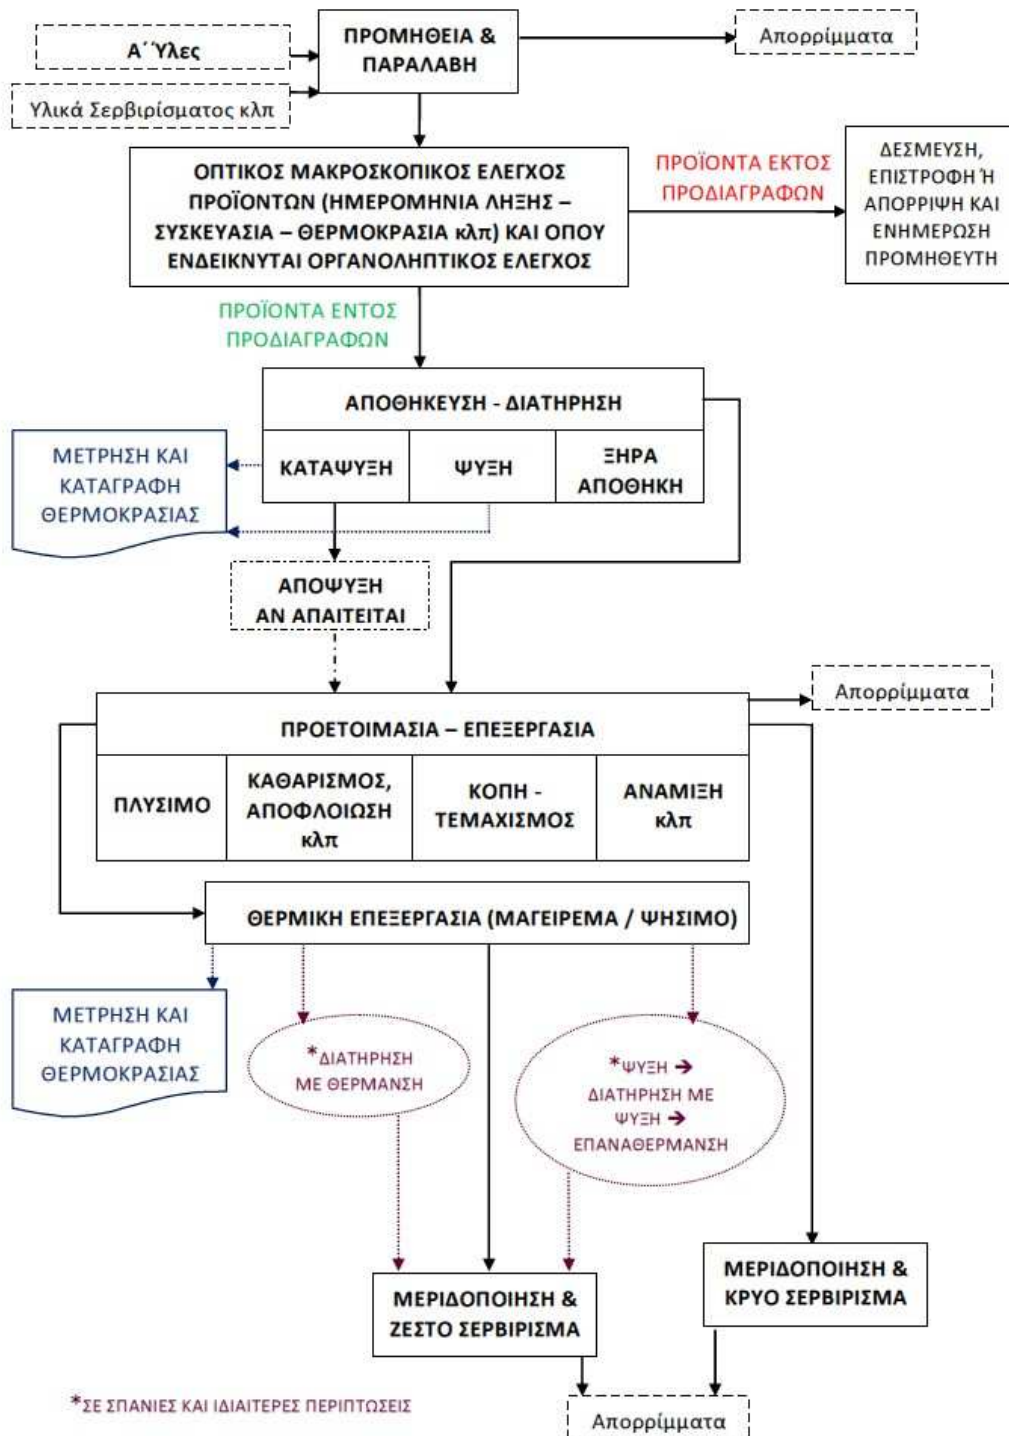 Α΄ Ύλες
ΠΡΟΜΗΘΕΙΑ &
ΠΑΡΑΛΑΒΗ
Απορρίμματα
Υλικά Σερβιρίσματος κλπ
ΟΠΤΙΚΟΣ ΜΑΚΡΟΣΚΟΠΙΚΟΣ ΕΛΕΓΧΟΣ
ΠΡΟΪΟΝΤΩΝ (ΗΜΕΡΟΜΗΝΙΑ ΛΗΞΗΣ –
ΣΥΣΚΕΥΑΣΙΑ – ΘΕΡΜΟΚΡΑΣΙΑ κλπ) ΚΑΙ ΟΠΟΥ
ΕΝΔΕΙΚΝΥΤΑΙ ΟΡΓΑΝΟΛΗΠΤΙΚΟΣ ΕΛΕΓΧΟΣ
ΠΡΟΪΟΝΤΑ ΕΚΤΟΣ
ΠΡΟΔΙΑΓΡΑΦΩΝ
ΔΕΣΜΕΥΣΗ,
ΕΠΙΣΤΡΟΦΗ Ή
ΑΠΟΡΡΙΨΗ ΚΑΙ
ΕΝΗΜΕΡΩΣΗ
ΠΡΟΜΗΘΕΥΤΗ
ΠΡΟΪΟΝΤΑ ΕΝΤΟΣ
ΠΡΟΔΙΑΓΡΑΦΩΝ
ΑΠΟΘΗΚΕΥΣΗ - ΔΙΑΤΗΡΗΣΗ
ΚΑΤΑΨΥΞΗ
ΨΥΞΗ
ΞΗΡΑ
ΑΠΟΘΗΚΗ
ΜΕΤΡΗΣΗ ΚΑΙ
ΚΑΤΑΓΡΑΦΗ
ΘΕΡΜΟΚΡΑΣΙΑΣ
ΑΠΟΨΥΞΗ
ΑΝ ΑΠΑΙΤΕΙΤΑΙ
Απορρίμματα
ΠΡΟΕΤΟΙΜΑΣΙΑ – ΕΠΕΞΕΡΓΑΣΙΑ
ΠΛΥΣΙΜΟ
ΚΑΘΑΡΙΣΜΟΣ,
ΑΠΟΦΛΟΙΩΣΗ
κλπ
ΚΟΠΗ -
ΤΕΜΑΧΙΣΜΟΣ
ΑΝΑΜΙΞΗ
κλπ
ΘΕΡΜΙΚΗ ΕΠΕΞΕΡΓΑΣΙΑ (ΜΑΓΕΙΡΕΜΑ / ΨΗΣΙΜΟ)
ΜΕΤΡΗΣΗ ΚΑΙ
ΚΑΤΑΓΡΑΦΗ
ΘΕΡΜΟΚΡΑΣΙΑΣ
*ΔΙΑΤΗΡΗΣΗ
ΜΕ ΘΕΡΜΑΝΣΗ
*ΨΥΞΗ ➔
ΔΙΑΤΗΡΗΣΗ ΜΕ
ΨΥΞΗ ➔
ΕΠΑΝΑΘΕΡΜΑΝΣΗ
ΜΕΡΙΔΟΠΟΙΗΣΗ &
ΖΕΣΤΟ ΣΕΡΒΙΡΙΣΜΑ
ΜΕΡΙΔΟΠΟΙΗΣΗ &
ΚΡΥΟ ΣΕΡΒΙΡΙΣΜΑ
*ΣΕ ΣΠΑΝΙΕΣ ΚΑΙ ΙΔΙΑΙΤΕΡΕΣ ΠΕΡΙΠΤΩΣΕΙΣ
Απορρίμματα